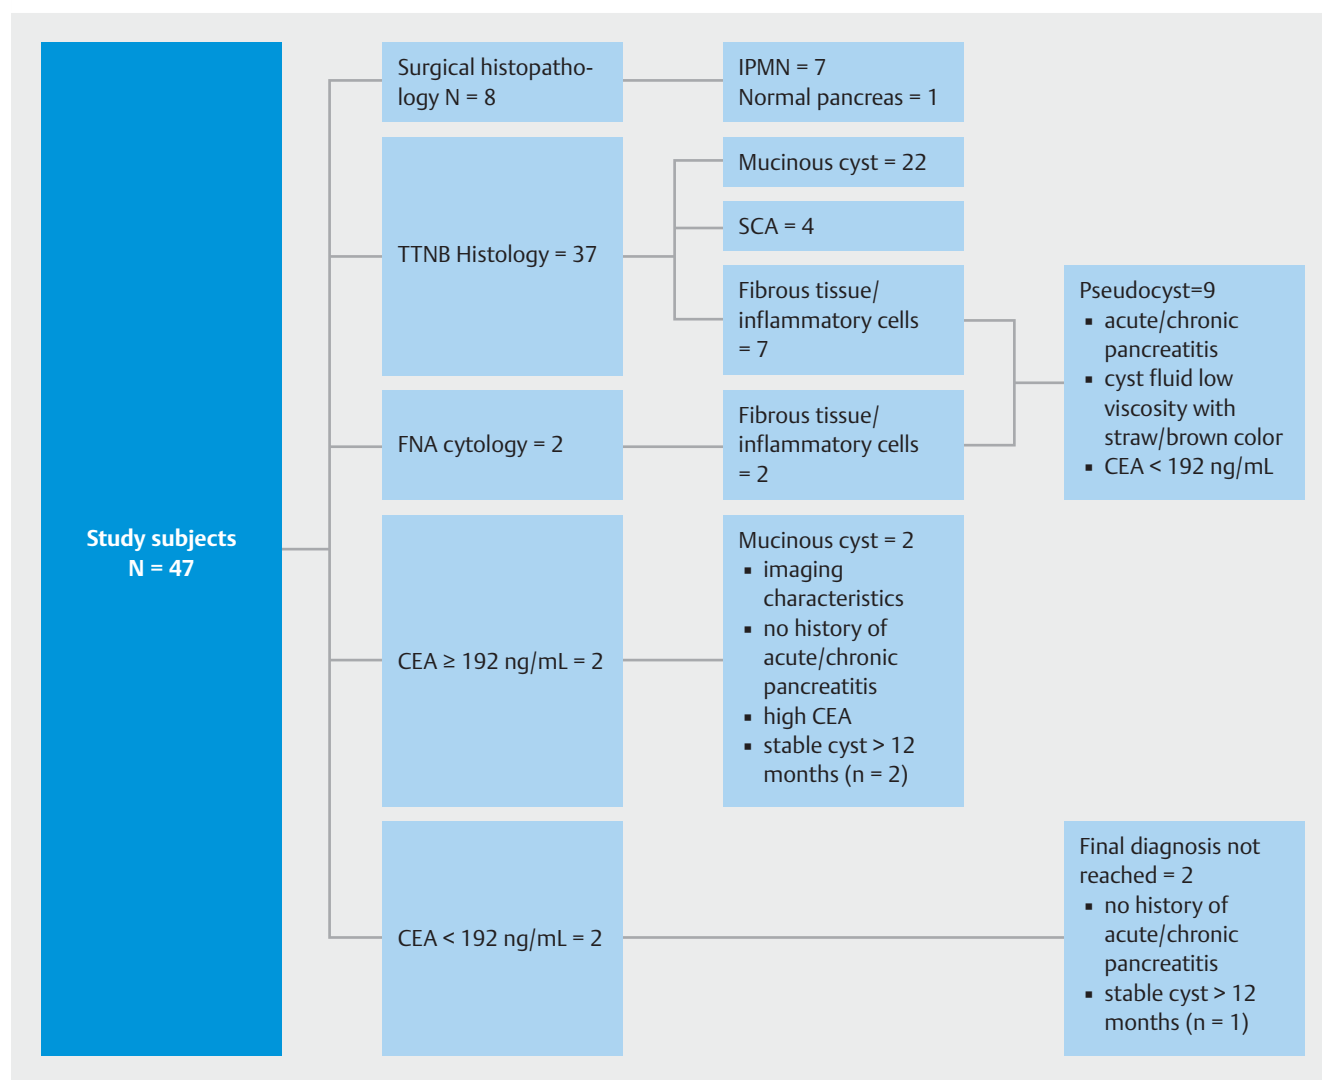 Study subjects
N = 47
Surgical histopatho-
logy N = 8
IPMN = 7
Normal pancreas = 1
TTNB Histology = 37
Mucinous cyst = 22
SCA = 4
Fibrous tissue/
inflammatory cells
= 7
FNA cytology = 2
Fibrous tissue/
inflammatory cells
= 2
Pseudocyst=9
▪ acute/chronic
pancreatitis
▪ cyst fluid low
viscosity with
straw/brown color
▪ CEA < 192 ng/mL
CEA ≥ 192 ng/mL = 2
Mucinous cyst = 2
▪ imaging
characteristics
▪ no history of
acute/chronic
pancreatitis
▪ high CEA
▪ stable cyst > 12
months (n = 2)
CEA < 192 ng/mL = 2
Final diagnosis not
reached = 2
▪ no history of
acute/chronic
pancreatitis
▪ stable cyst > 12
months (n = 1)